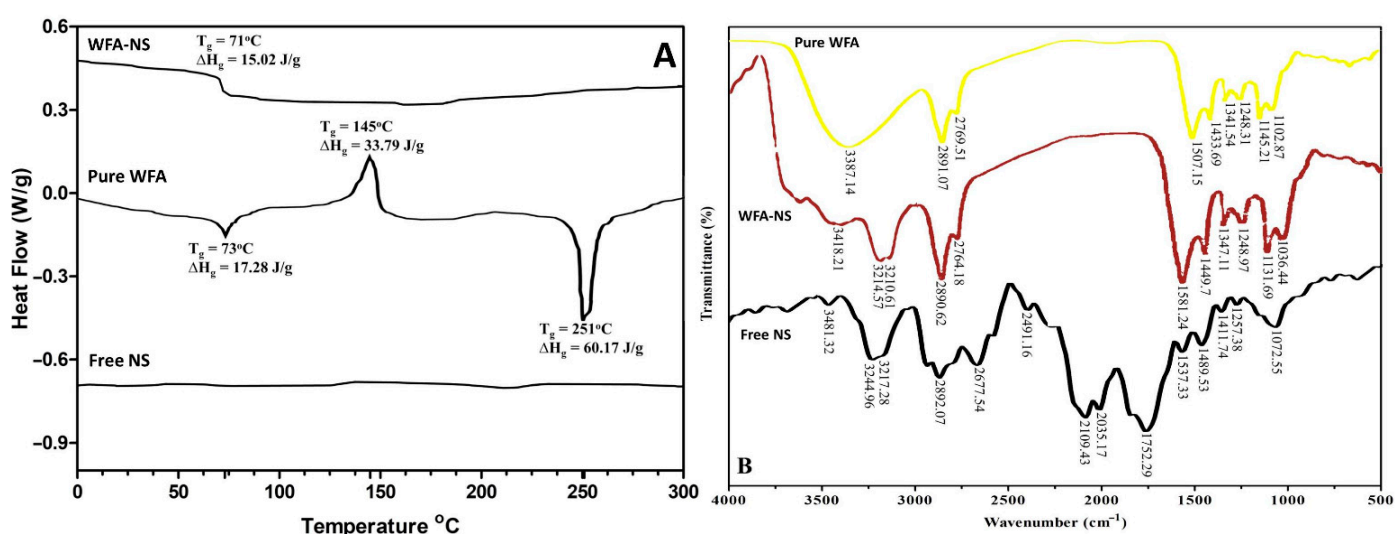 A
WFA-NS
Tg = 71°C
ΔHg = 15.02 J/g
Tg = 145°C
ΔHg = 33.79 J/g
Pure WFA
Tg = 73°C
ΔHg = 17.28 J/g
Tg = 251°C
ΔHg = 60.17 J/g
Free NS
0.6
0.3
0.0
−0.3
−0.6
−0.9
Heat Flow (W/g)
0
50
100
150
200
250
300
Temperature °C
Pure WFA
3387.14
2891.07
2769.51
1507.15
1433.69
1341.54
1248.31
1145.21
1102.87
WFA-NS
3418.21
3214.57
3210.61
2890.62
2764.18
1581.24
1449.7
1347.11
1248.97
1131.69
1036.44
Free NS
3481.32
3244.96
3217.28
2892.07
2677.54
2491.16
2109.43
2035.17
1752.29
1537.33
1489.53
1411.74
1257.38
1072.55
B
Transmittance (%)
4000
3500
3000
2500
2000
1500
1000
500
Wavenumber (cm−1)